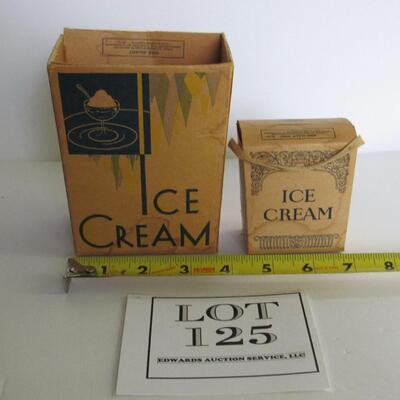 ICE
CREAM
ICE
CREAM
1 2 3 4 5 6 7 8
LOT
125
EDWARDS AUCTION SERVICE, LLC